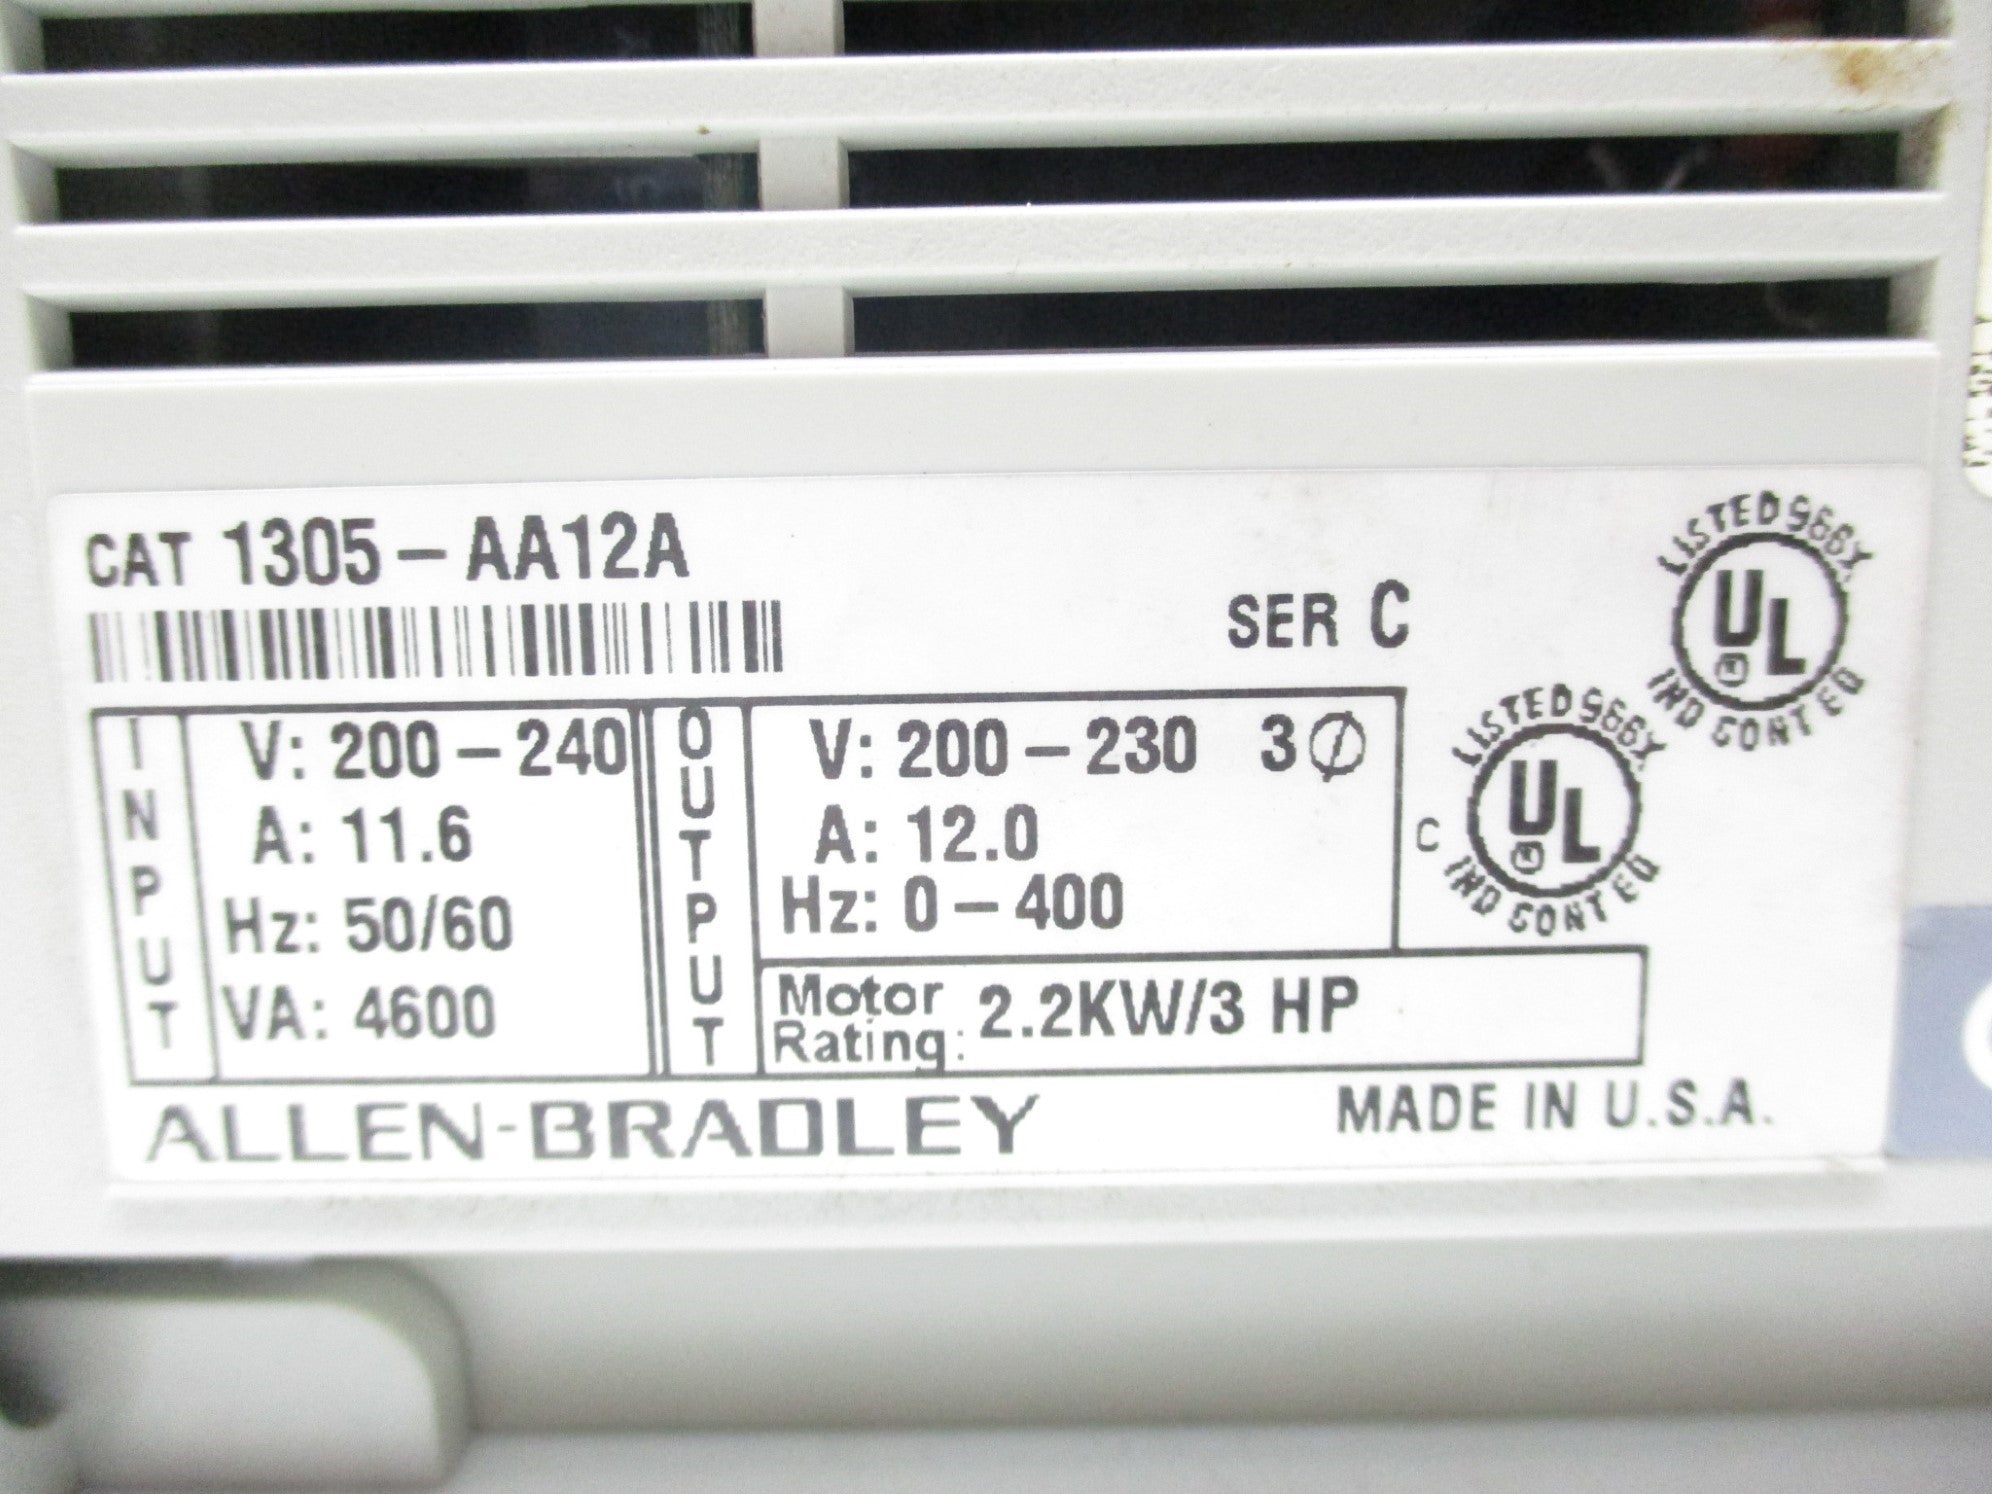 CAT 1305-AA12A
SER C
LISTED 966X
UL
IND CONT EQ
INPUT
V: 200-240
A: 11.6
Hz: 50/60
VA: 4600
OUTPUT
V: 200-230 3Ø
A: 12.0
Hz: 0-400
Motor Rating: 2.2KW/3 HP
C
LISTED 966X
UL
IND CONT EQ
ALLEN-BRADLEY
MADE IN U.S.A.